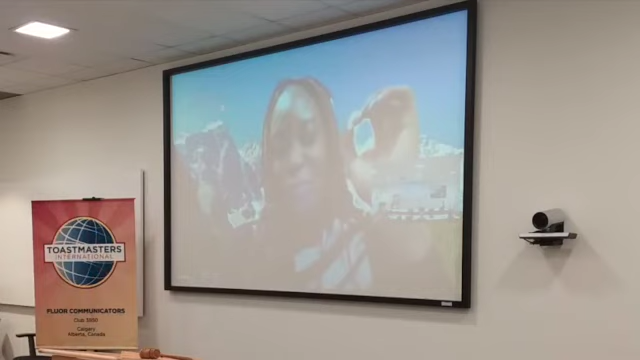 TOASTMASTERS
INTERNATIONAL
FLUOR COMMUNICATORS
Calgary
Alberta, Canada